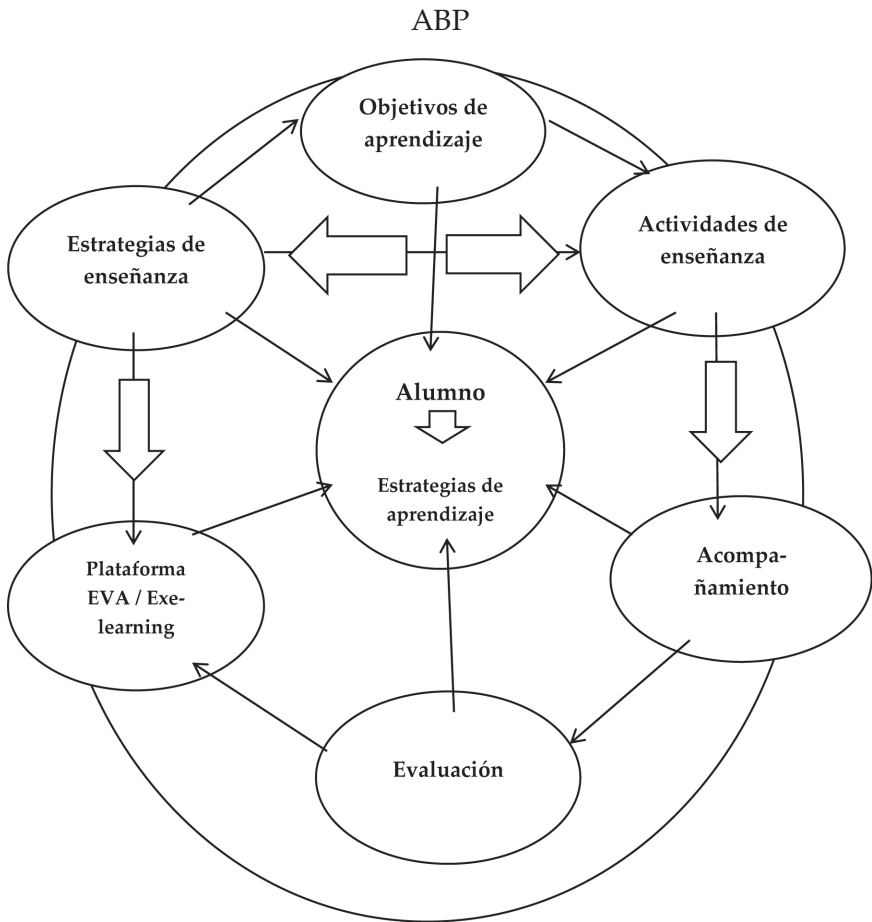 ABP
Objetivos de
aprendizaje
Estrategias de
enseñanza
Actividades de
enseñanza
Alumno
Estrategias de
aprendizaje
Plataforma
EVA / Exe-
learning
Acompa-
ñamiento
Evaluación